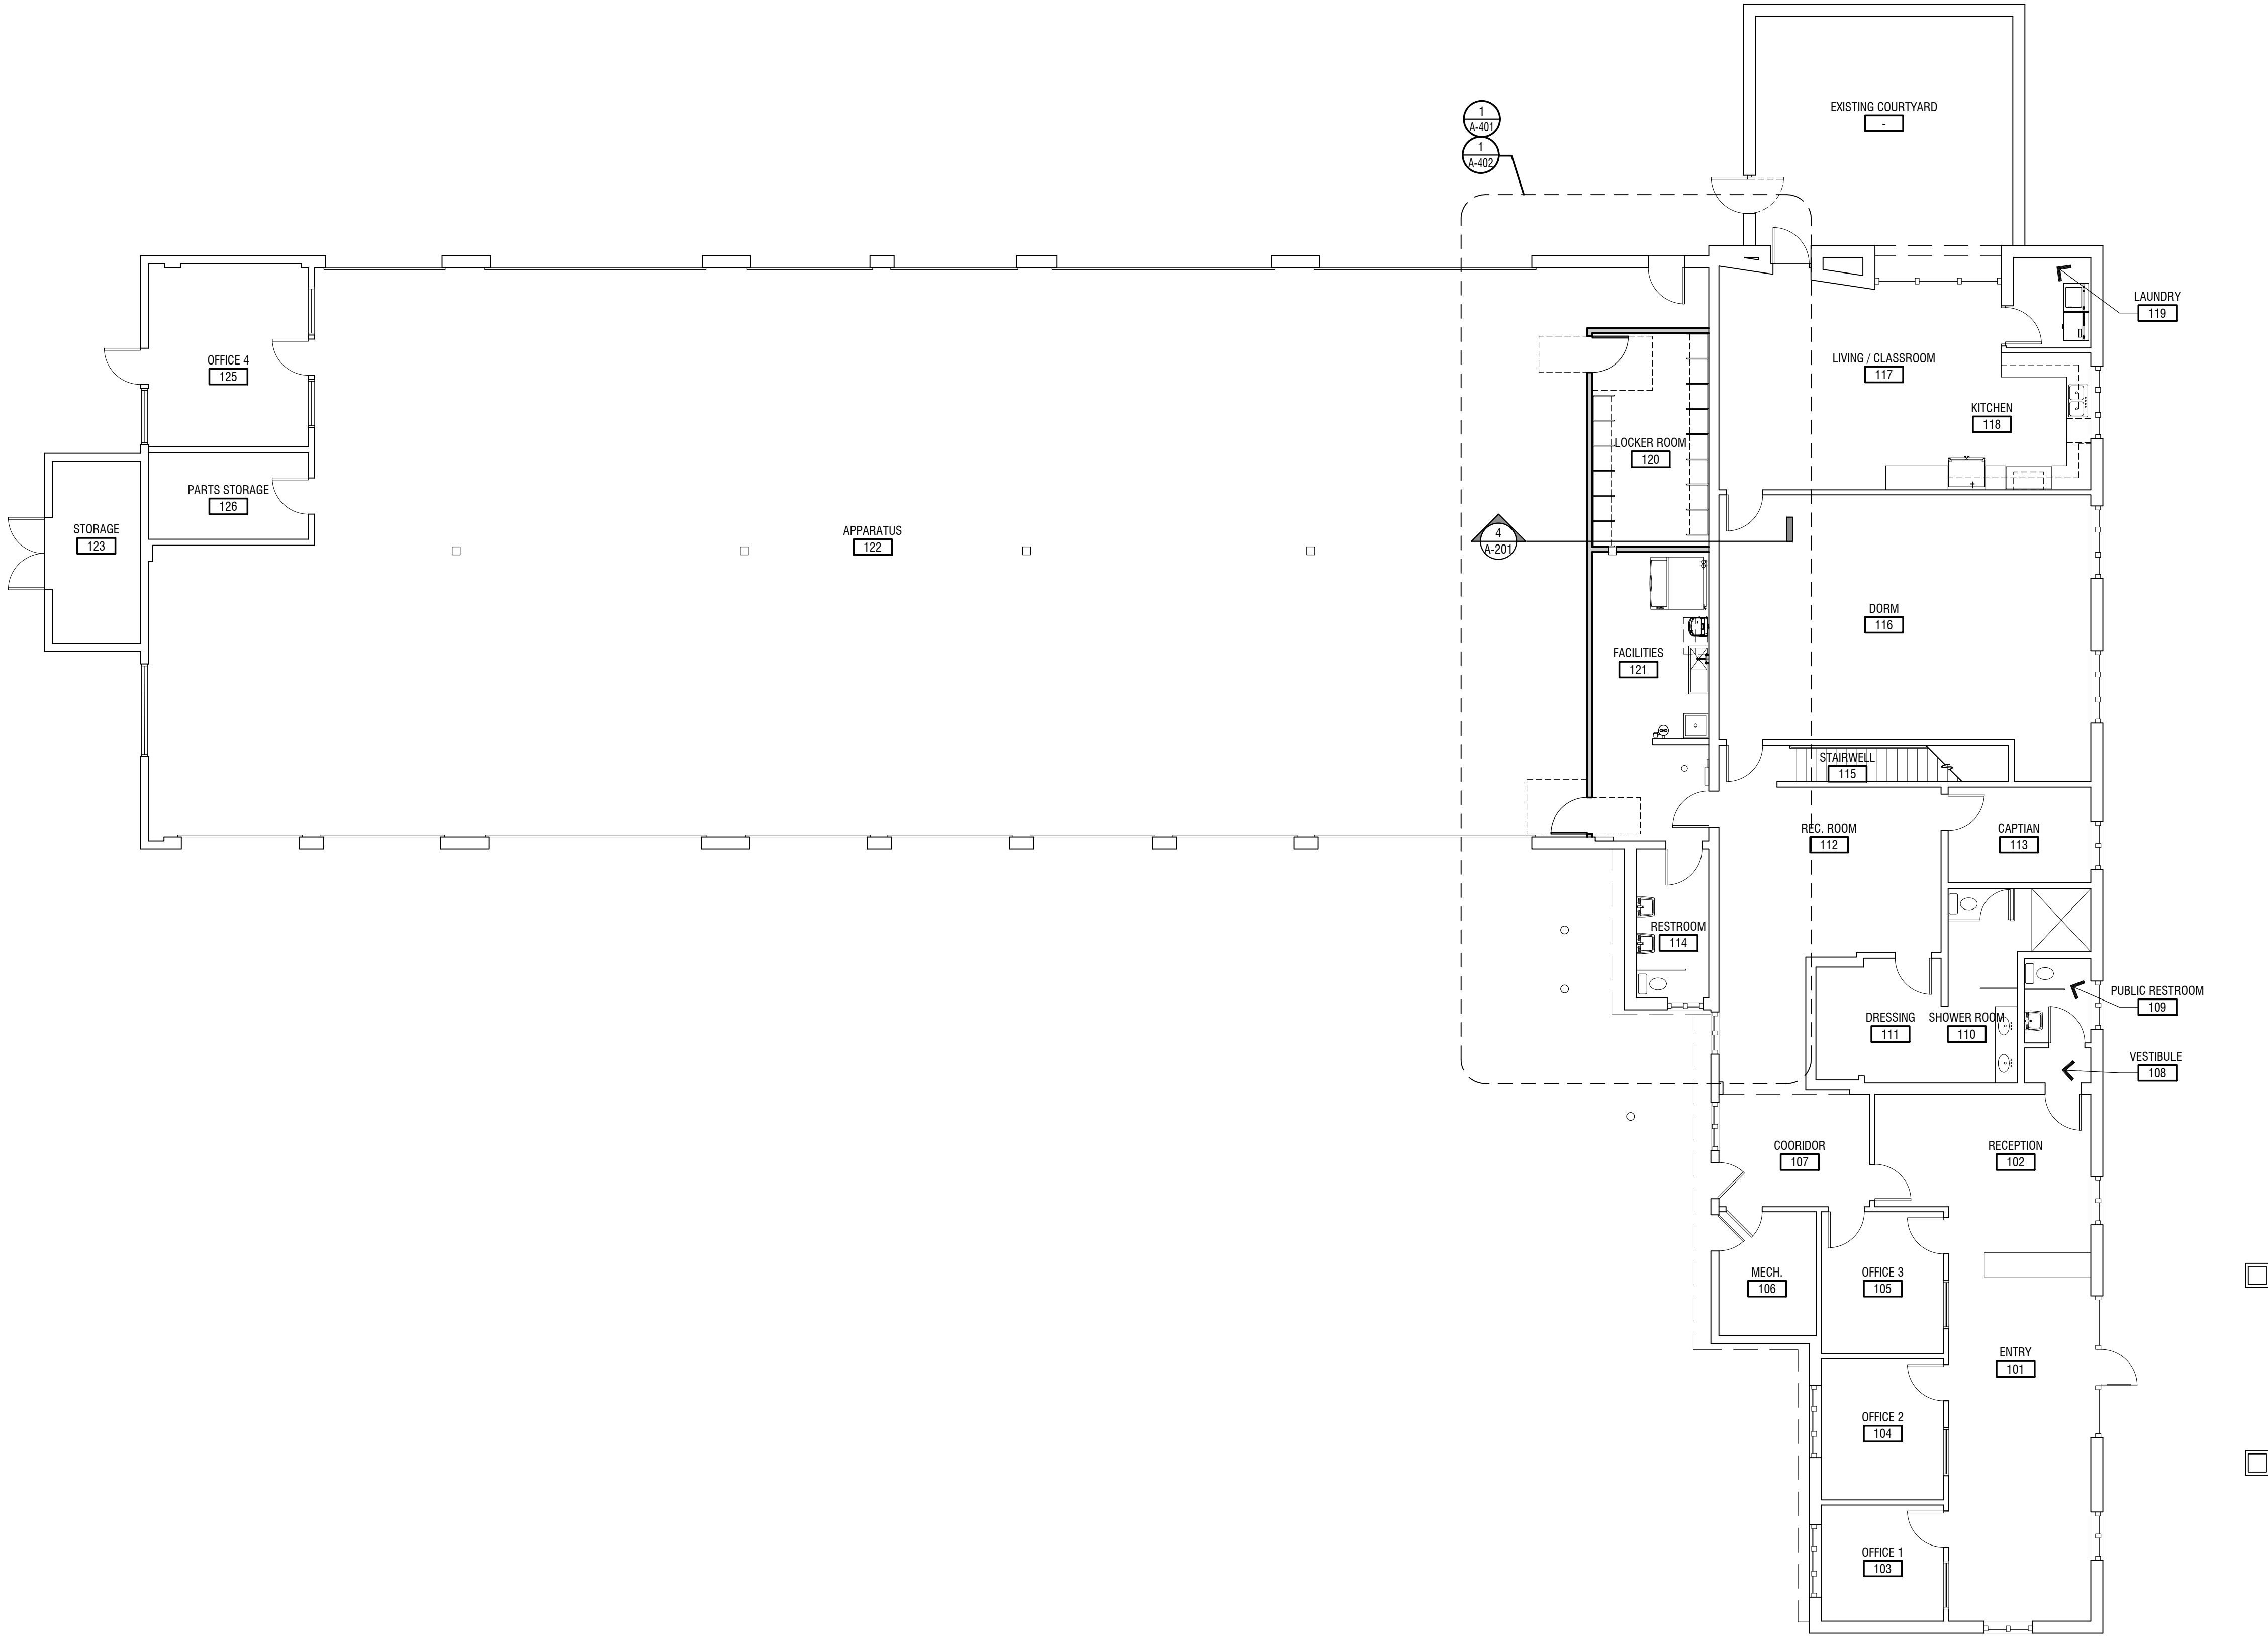 1
A-401
1
A-402
EXISTING COURTYARD
-
LAUNDRY
119
OFFICE 4
125
LIVING / CLASSROOM
117
KITCHEN
118
LOCKER ROOM
120
PARTS STORAGE
126
STORAGE
123
APPARATUS
122
4
A-201
DORM
116
FACILITIES
121
STAIRWELL
115
REC. ROOM
112
CAPTIAN
113
RESTROOM
114
PUBLIC RESTROOM
109
DRESSING
111
SHOWER ROOM
110
VESTIBULE
108
COORIDOR
107
RECEPTION
102
MECH.
106
OFFICE 3
105
ENTRY
101
OFFICE 2
104
OFFICE 1
103